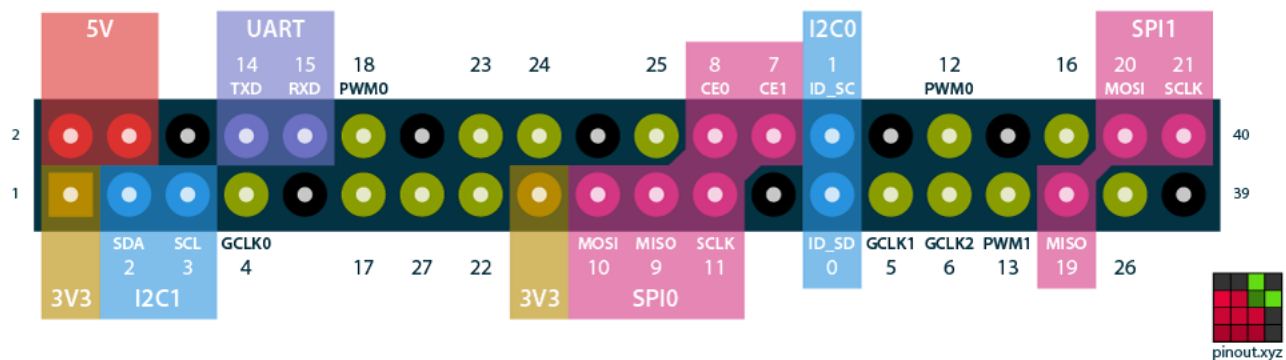 5V UART I2C0 SPI1
14 15 18 23 24 25 8 7 1 12 16 20 21
TXD RXD PWM0 CE0 CE1 ID_SC PWM0 MOSI SCLK
2 40
1 39
SDA SCL GCLK0 MOSI MISO SCLK ID_SD GCLK1 GCLK2 PWM1 MISO
2 3 4 17 27 22 10 9 11 0 5 6 13 19 26
3V3 I2C1 3V3 SPI0
pinout.xyz